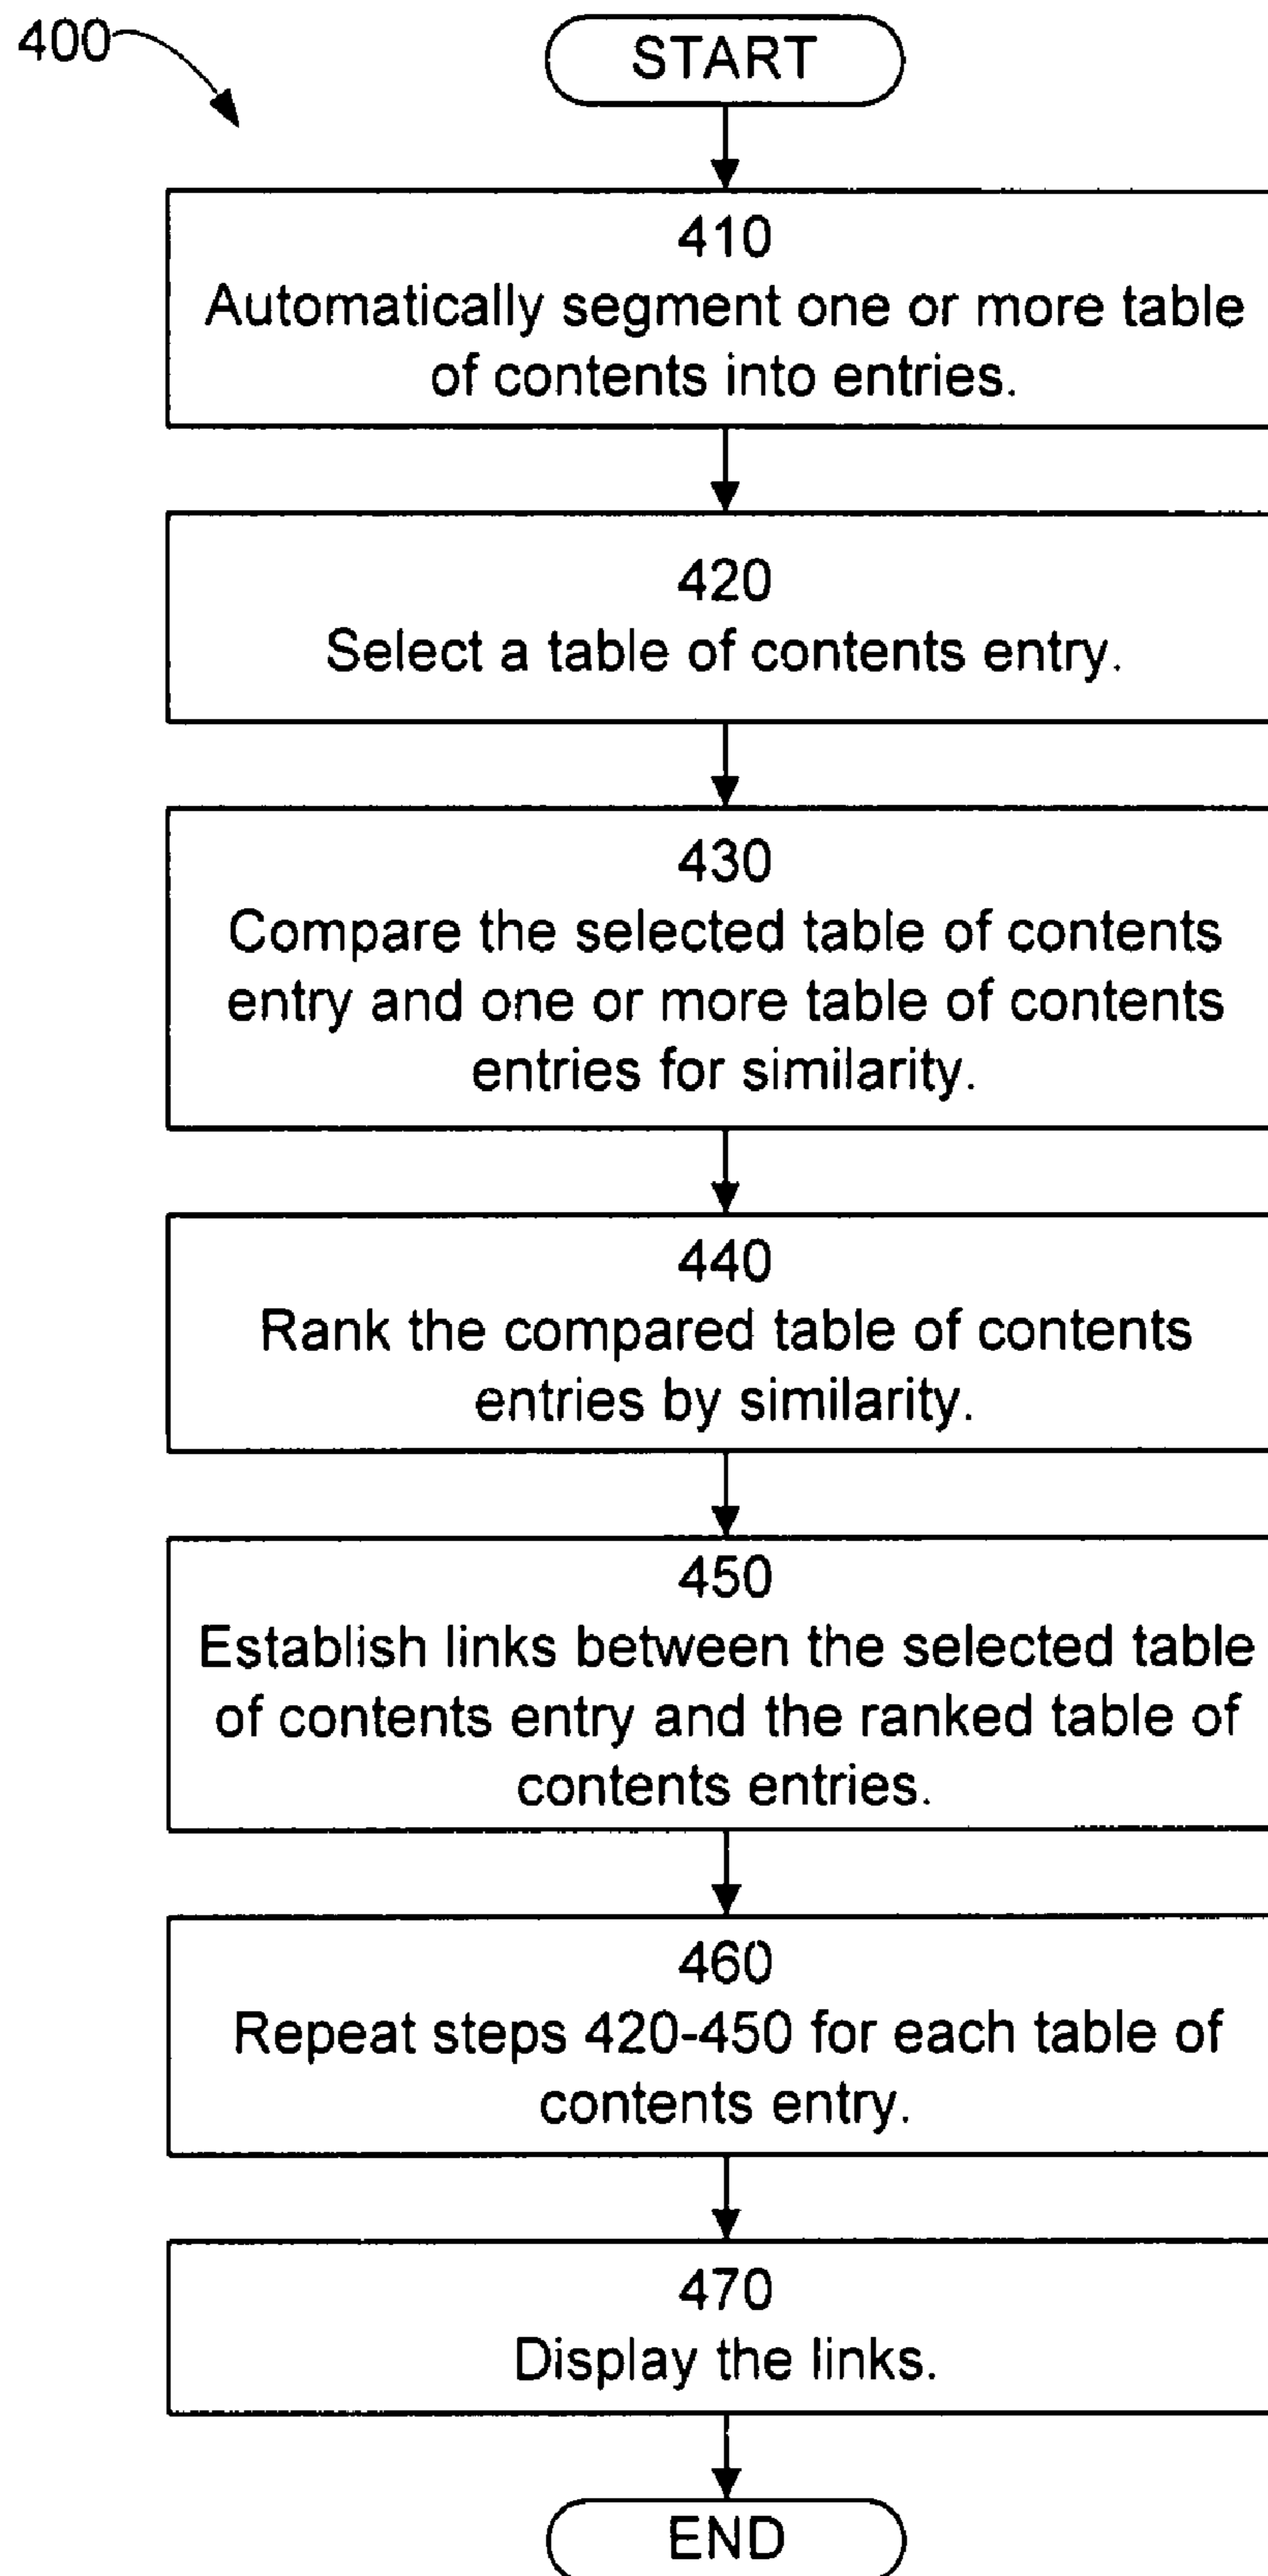 400
START
410
Automatically segment one or more table
of contents into entries.
420
Select a table of contents entry.
430
Compare the selected table of contents
entry and one or more table of contents
entries for similarity.
440
Rank the compared table of contents
entries by similarity.
450
Establish links between the selected table
of contents entry and the ranked table of
contents entries.
460
Repeat steps 420-450 for each table of
contents entry.
470
Display the links.
END